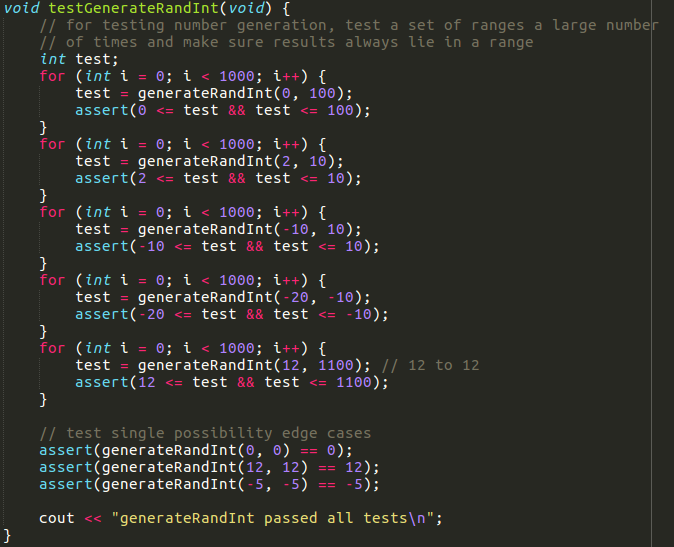 void testGenerateRandInt(void) {
    // for testing number generation, test a set of ranges a large number
    // of times and make sure results always lie in a range
    int test;
    for (int i = 0; i < 1000; i++) {
        test = generateRandInt(0, 100);
        assert(0 <= test && test <= 100);
    }
    for (int i = 0; i < 1000; i++) {
        test = generateRandInt(2, 10);
        assert(2 <= test && test <= 10);
    }
    for (int i = 0; i < 1000; i++) {
        test = generateRandInt(-10, 10);
        assert(-10 <= test && test <= 10);
    }
    for (int i = 0; i < 1000; i++) {
        test = generateRandInt(-20, -10);
        assert(-20 <= test && test <= -10);
    }
    for (int i = 0; i < 1000; i++) {
        test = generateRandInt(12, 1100); // 12 to 12
        assert(12 <= test && test <= 1100);
    }

    // test single possibility edge cases
    assert(generateRandInt(0, 0) == 0);
    assert(generateRandInt(12, 12) == 12);
    assert(generateRandInt(-5, -5) == -5);

    cout << "generateRandInt passed all tests\n";
}